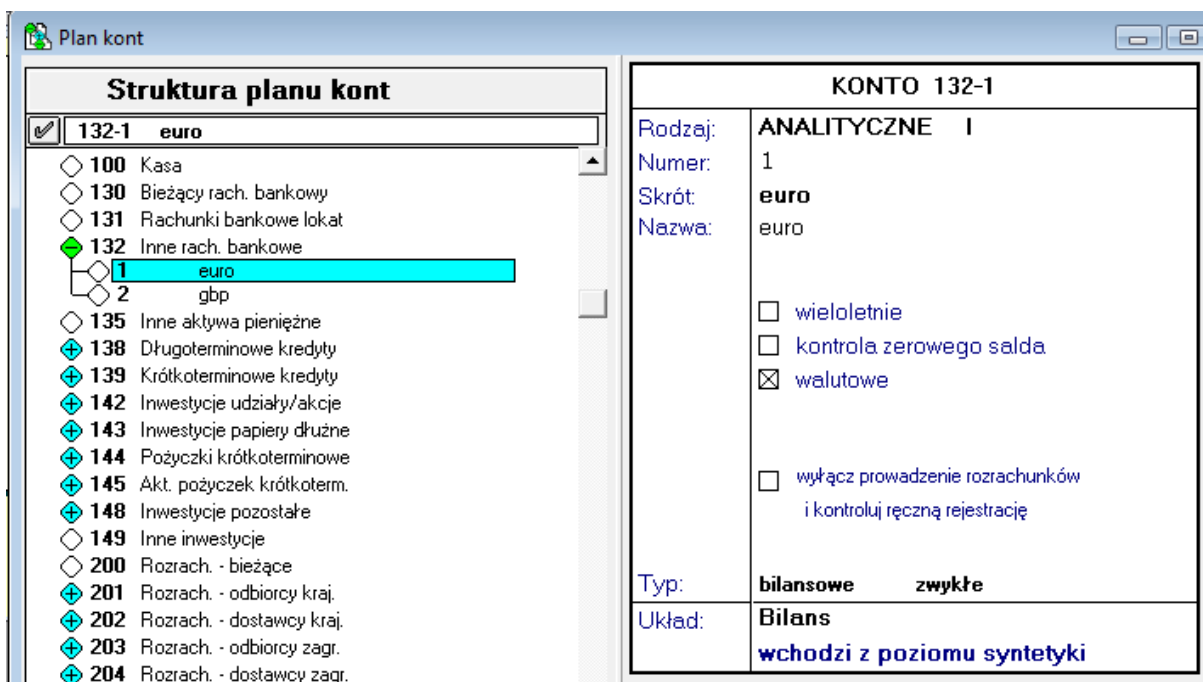 Plan kont
Struktura planu kont
132-1 euro
100 Kasa
130 Bieżący rach. bankowy
131 Rachunki bankowe lokat
132 Inne rach. bankowe
1 euro
2 gbp
135 Inne aktywa pieniężne
138 Długoterminowe kredyty
139 Krótkoterminowe kredyty
142 Inwestycje udziały/akcje
143 Inwestycje papiery dłużne
144 Pożyczki krótkoterminowe
145 Akt. pożyczek krótkoterm.
148 Inwestycje pozostałe
149 Inne inwestycje
200 Rozrach. - bieżące
201 Rozrach. - odbiorcy kraj.
202 Rozrach. - dostawcy kraj.
203 Rozrach. - odbiorcy zagr.
204 Rozrach. - dostawcy zagr.
KONTO 132-1
Rodzaj: ANALITYCZNE I
Numer: 1
Skrót: euro
Nazwa: euro
wieloletnie
kontrola zerowego salda
walutowe
wyłącz prowadzenie rozrachunków
i kontroluj ręczną rejestrację
Typ: bilansowe zwykłe
Układ: Bilans
wchodzi z poziomu syntetyki